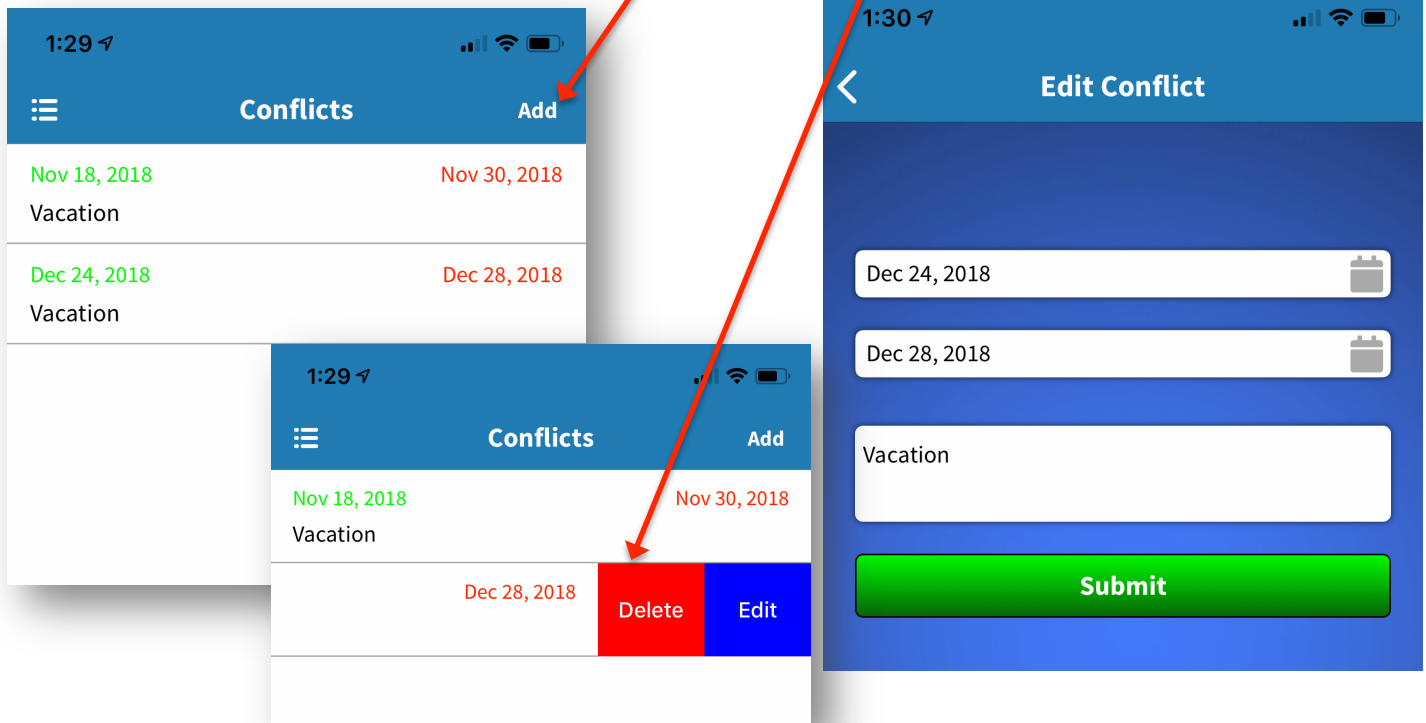 1:29
Conflicts Add
Nov 18, 2018 Nov 30, 2018
Vacation
Dec 24, 2018 Dec 28, 2018
Vacation
1:29
Conflicts Add
Nov 18, 2018 Nov 30, 2018
Vacation
Dec 28, 2018 Delete Edit
1:30
Edit Conflict
Dec 24, 2018
Dec 28, 2018
Vacation
Submit